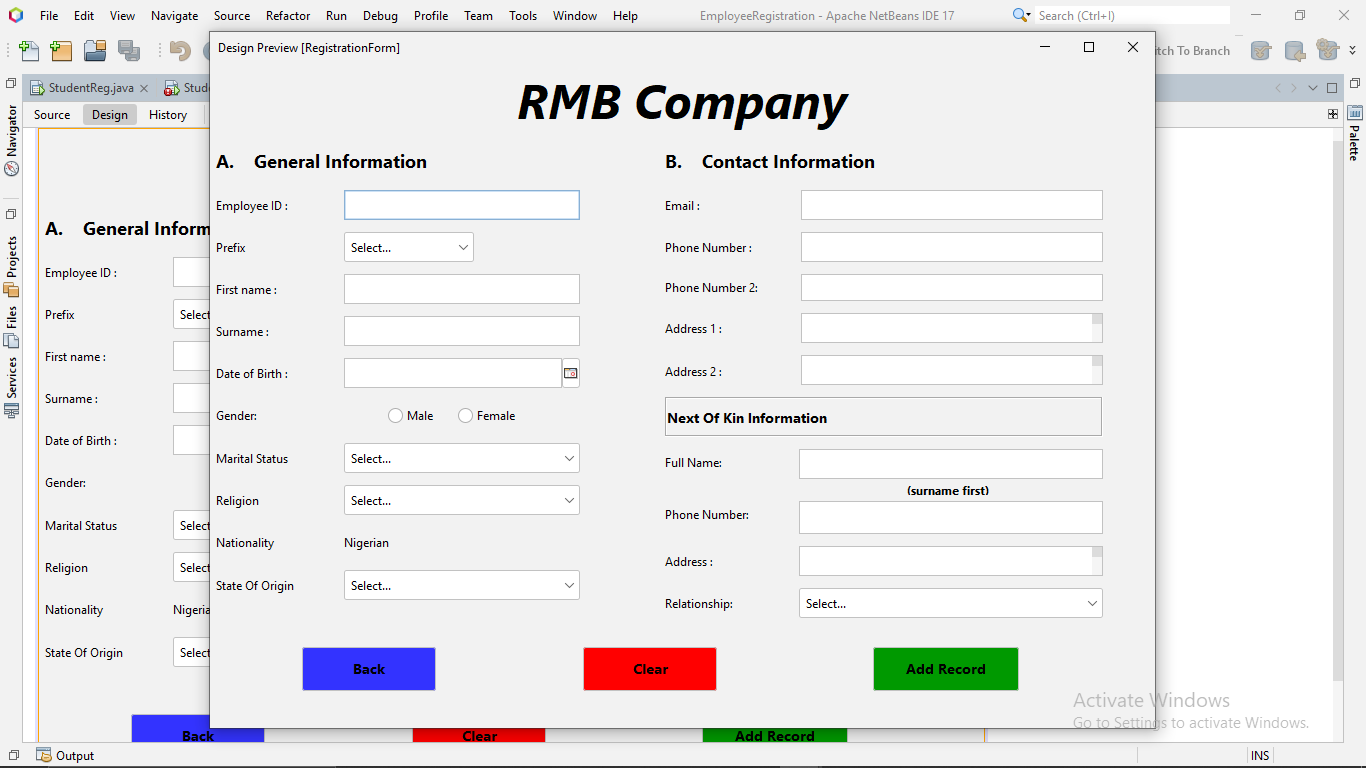 File Edit View Navigate Source Refactor Run Debug Profile Team Tools Window Help EmployeeRegistration - Apache NetBeans IDE 17 Search (Ctrl+I)
Design Preview [RegistrationForm]
To Branch
StudentReg.java
Source Design History
Navigator
Projects
Files
Services
Palette
RMB Company
A. General Information
Employee ID :
Prefix Select...
First name :
Surname :
Date of Birth :
Gender: Male Female
Marital Status Select...
Religion Select...
Nationality Nigerian
State Of Origin Select...
B. Contact Information
Email :
Phone Number :
Phone Number 2:
Address 1 :
Address 2 :
Next Of Kin Information
Full Name:
(surname first)
Phone Number:
Address :
Relationship: Select...
Back Clear Add Record
A. General Inform
Employee ID :
Prefix Select
First name :
Surname :
Date of Birth :
Gender:
Marital Status Select
Religion Select
Nationality Nigeria
State Of Origin Select
Back Clear Add Record
Activate Windows
Go to Settings to activate Windows.
Output INS